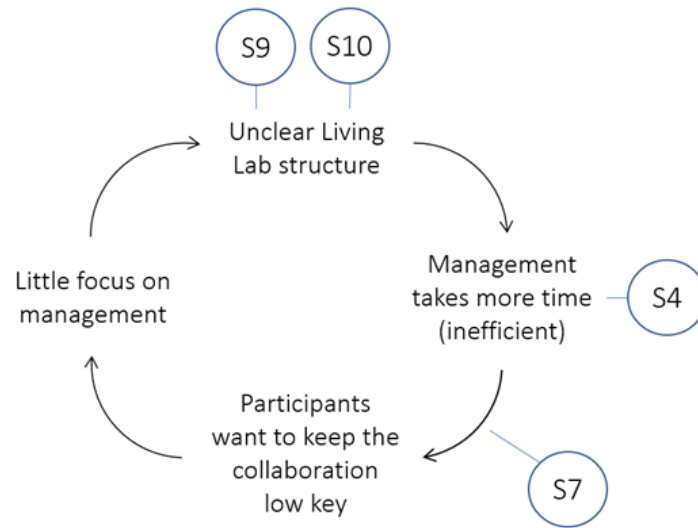 S9
S10
Unclear Living
Lab structure
Management
takes more time
(inefficient)
S4
Little focus on
management
Participants
want to keep the
collaboration
low key
S7